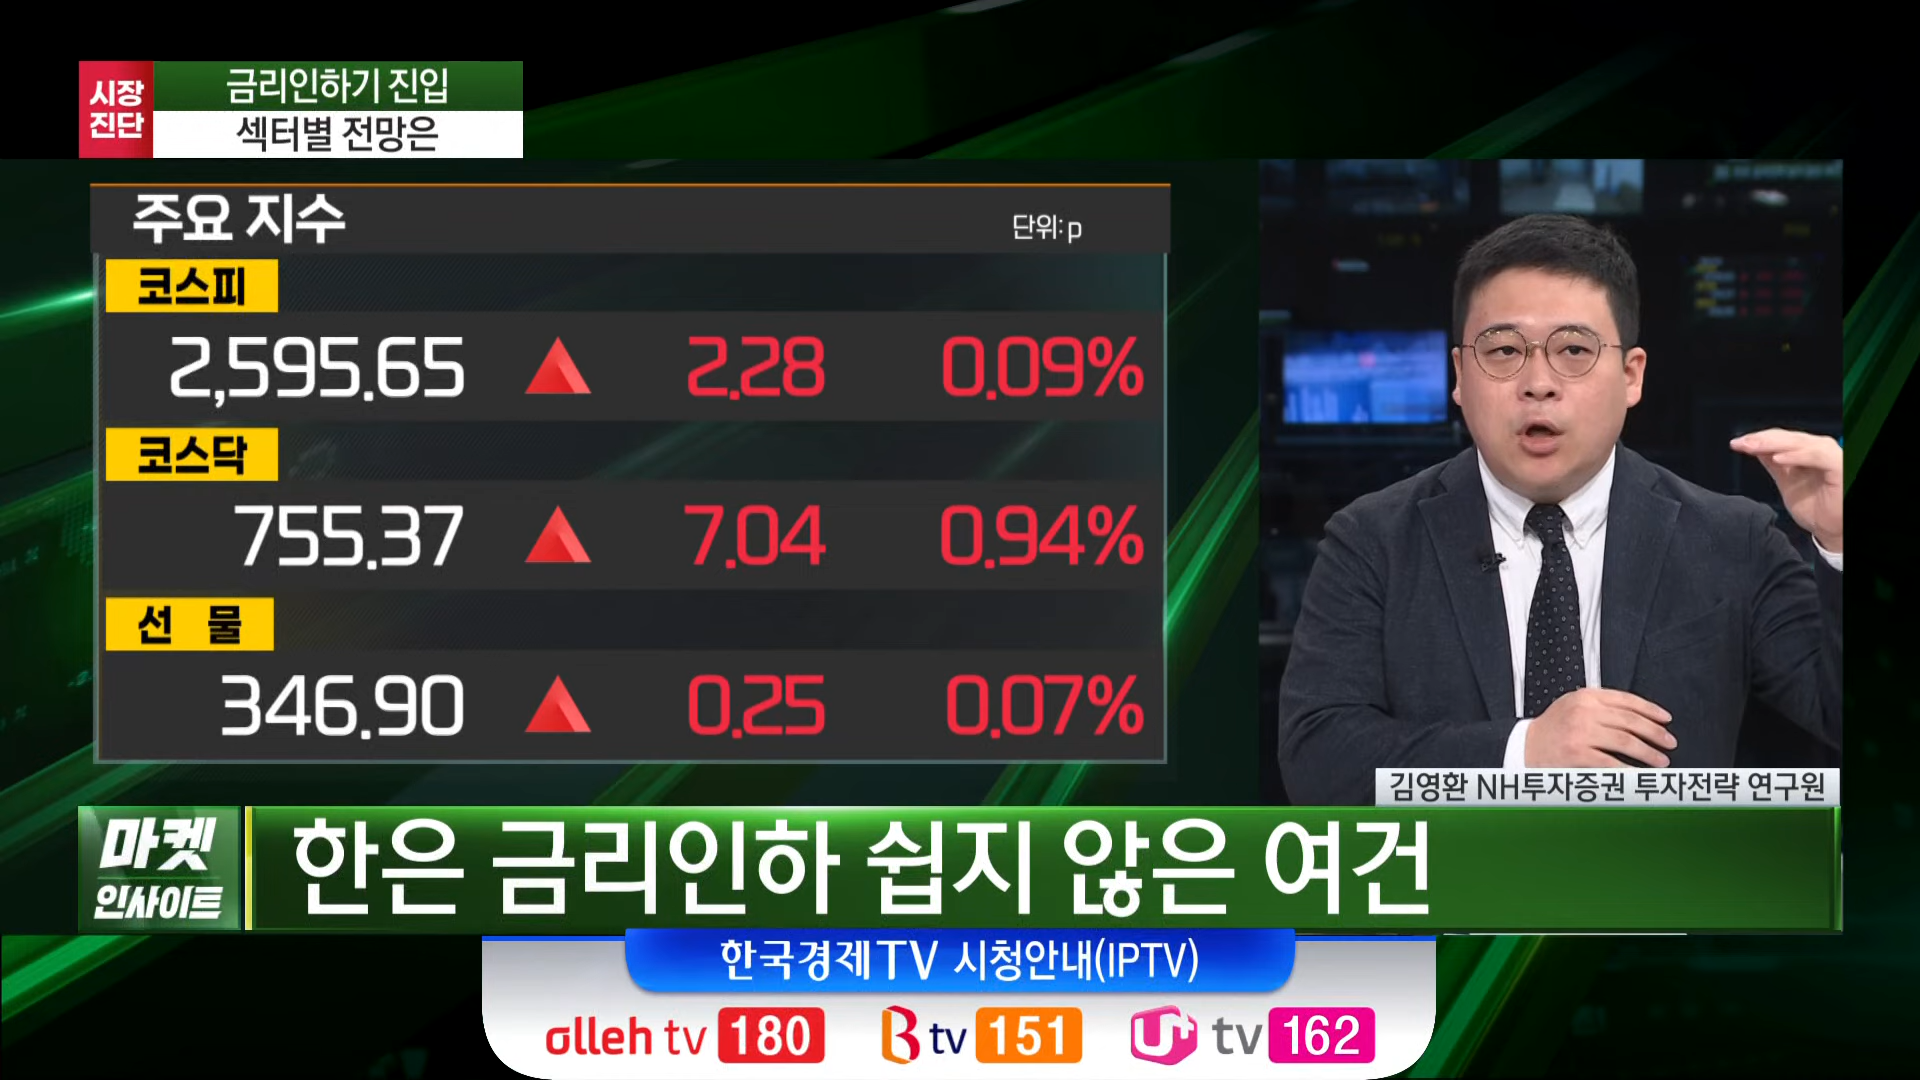 시장
진단
금리인하기 진입
섹터별 전망은
주요 지수
단위:p
코스피
2,595.65 ▲ 2.28 0.09%
코스닥
755.37 ▲ 7.04 0.94%
선 물
346.90 ▲ 0.25 0.07%
김영환 NH투자증권 투자전략 연구원
마켓
인사이트
한은 금리인하 쉽지 않은 여건
한국경제TV 시청안내(IPTV)
olleh tv 180 B tv 151 U+ tv 162